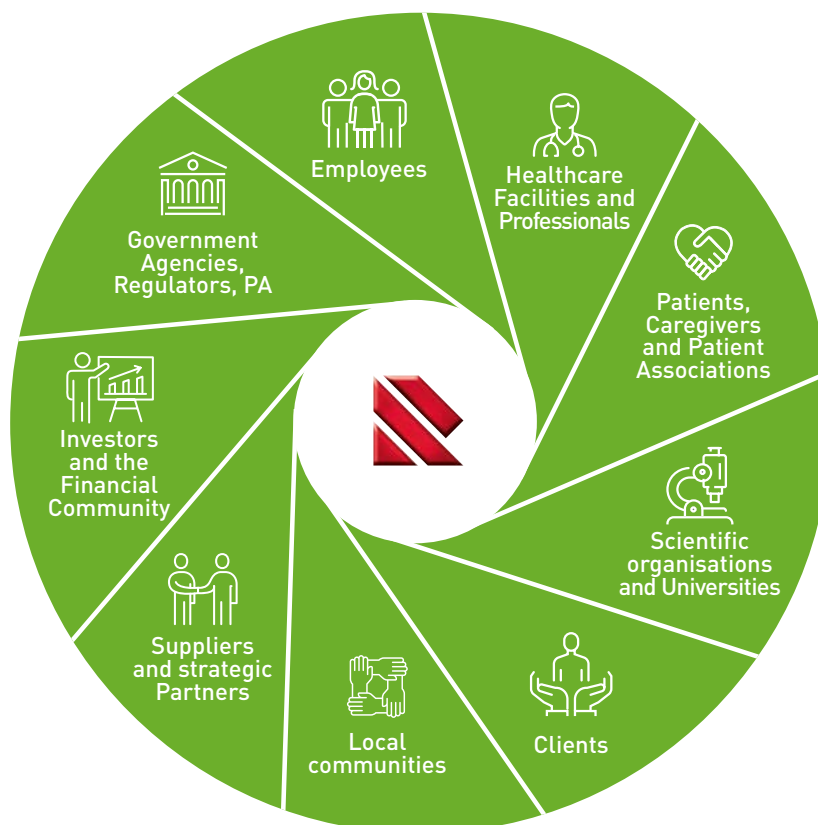 Employees
Healthcare
Facilities and
Professionals
Patients,
Caregivers
and Patient
Associations
Scientific
organisations
and Universities
Clients
Local
communities
Suppliers
and strategic
Partners
Investors
and the
Financial
Community
Government
Agencies,
Regulators, PA